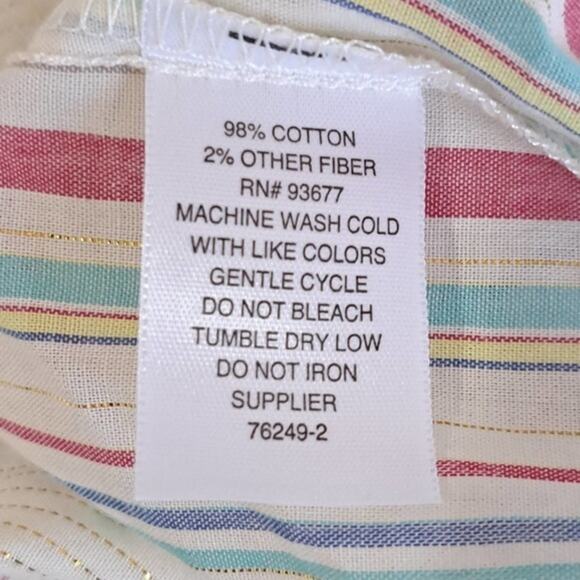 98% COTTON
2% OTHER FIBER
RN# 93677
MACHINE WASH COLD
WITH LIKE COLORS
GENTLE CYCLE
DO NOT BLEACH
TUMBLE DRY LOW
DO NOT IRON
SUPPLIER
76249-2